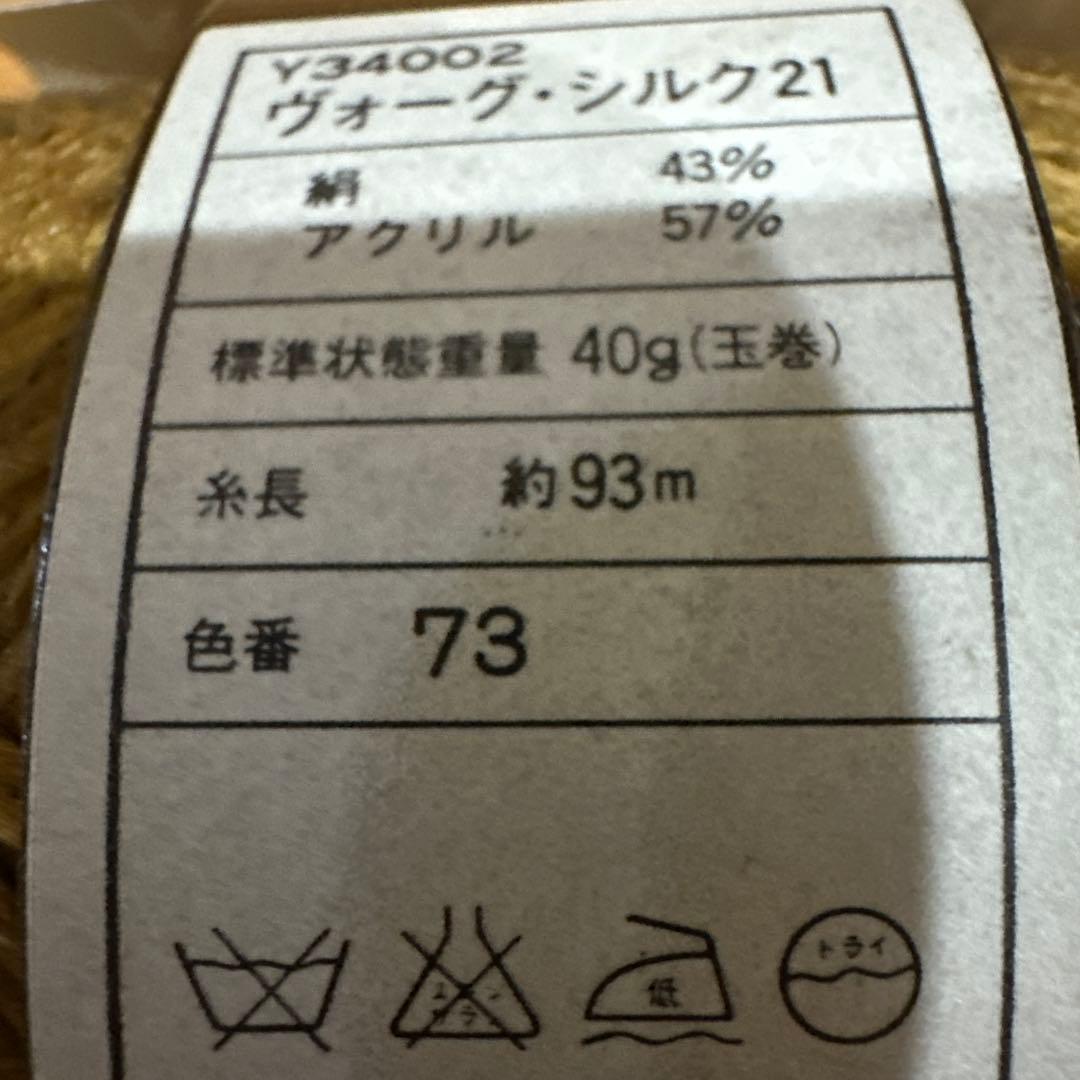 Y34002
ヴォーグ・シルク21
絹 43%
アクリル 57%
標準状態重量 40g(玉巻)
糸長 約93m
色番 73
低
トライ